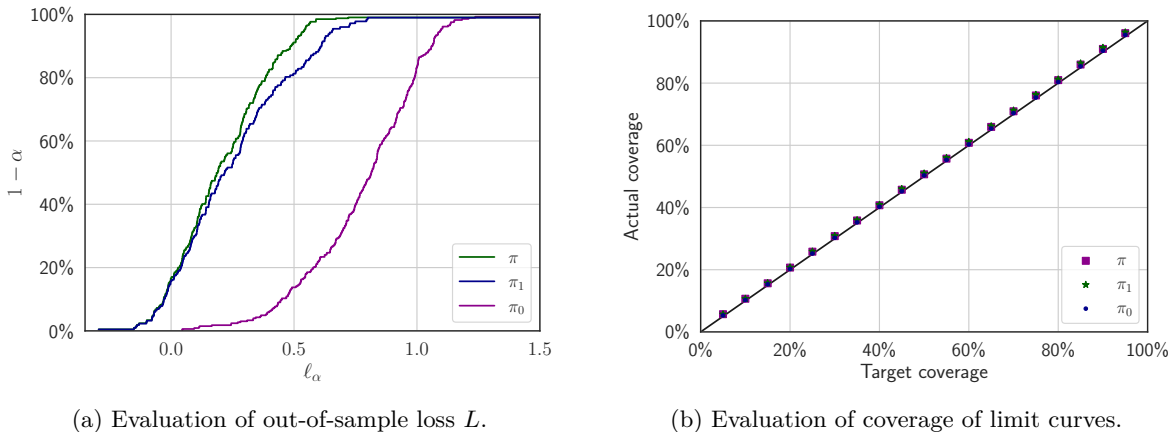 100%
80%
60%
40%
20%
0%
1 − α
0.0 0.5 1.0 1.5
ℓα
π
π1
π0
(a) Evaluation of out-of-sample loss L.
100%
80%
60%
40%
20%
0%
Actual coverage
0% 20% 40% 60% 80% 100%
Target coverage
π
π1
π0
(b) Evaluation of coverage of limit curves.